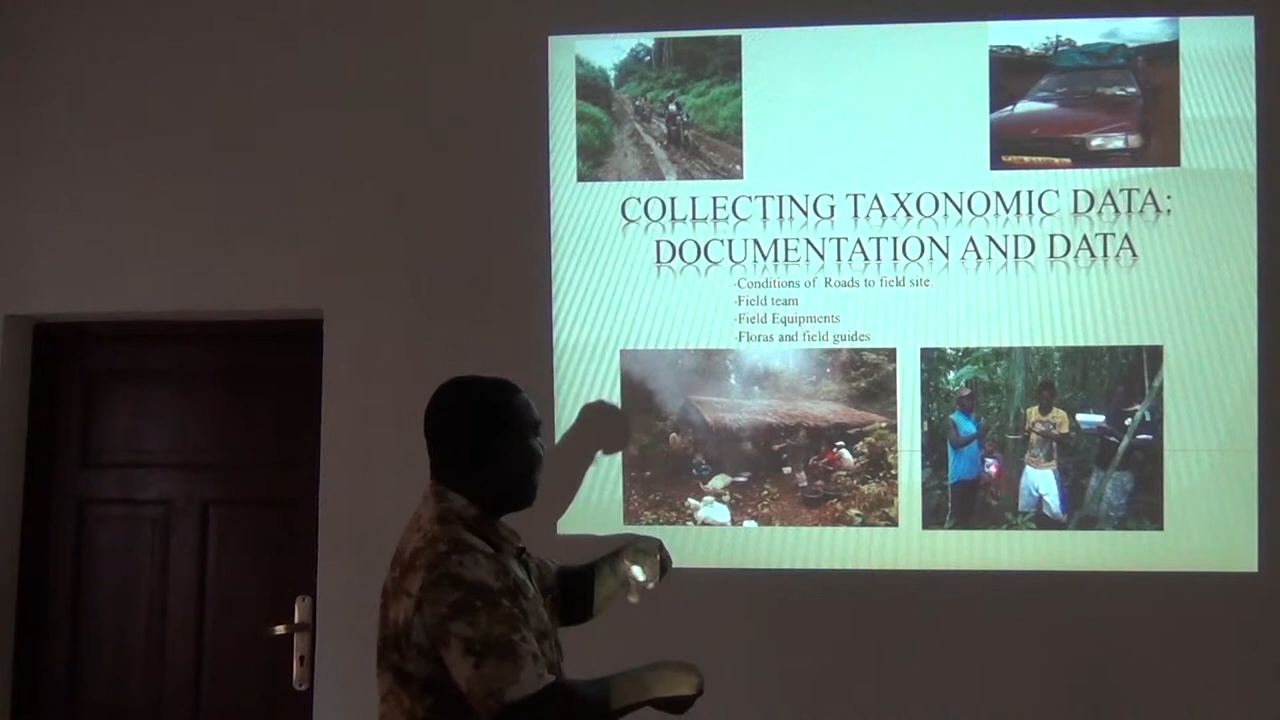 COLLECTING TAXONOMIC DATA;
DOCUMENTATION AND DATA
-Conditions of Roads to field site.
-Field team
-Field Equipments
-Floras and field guides